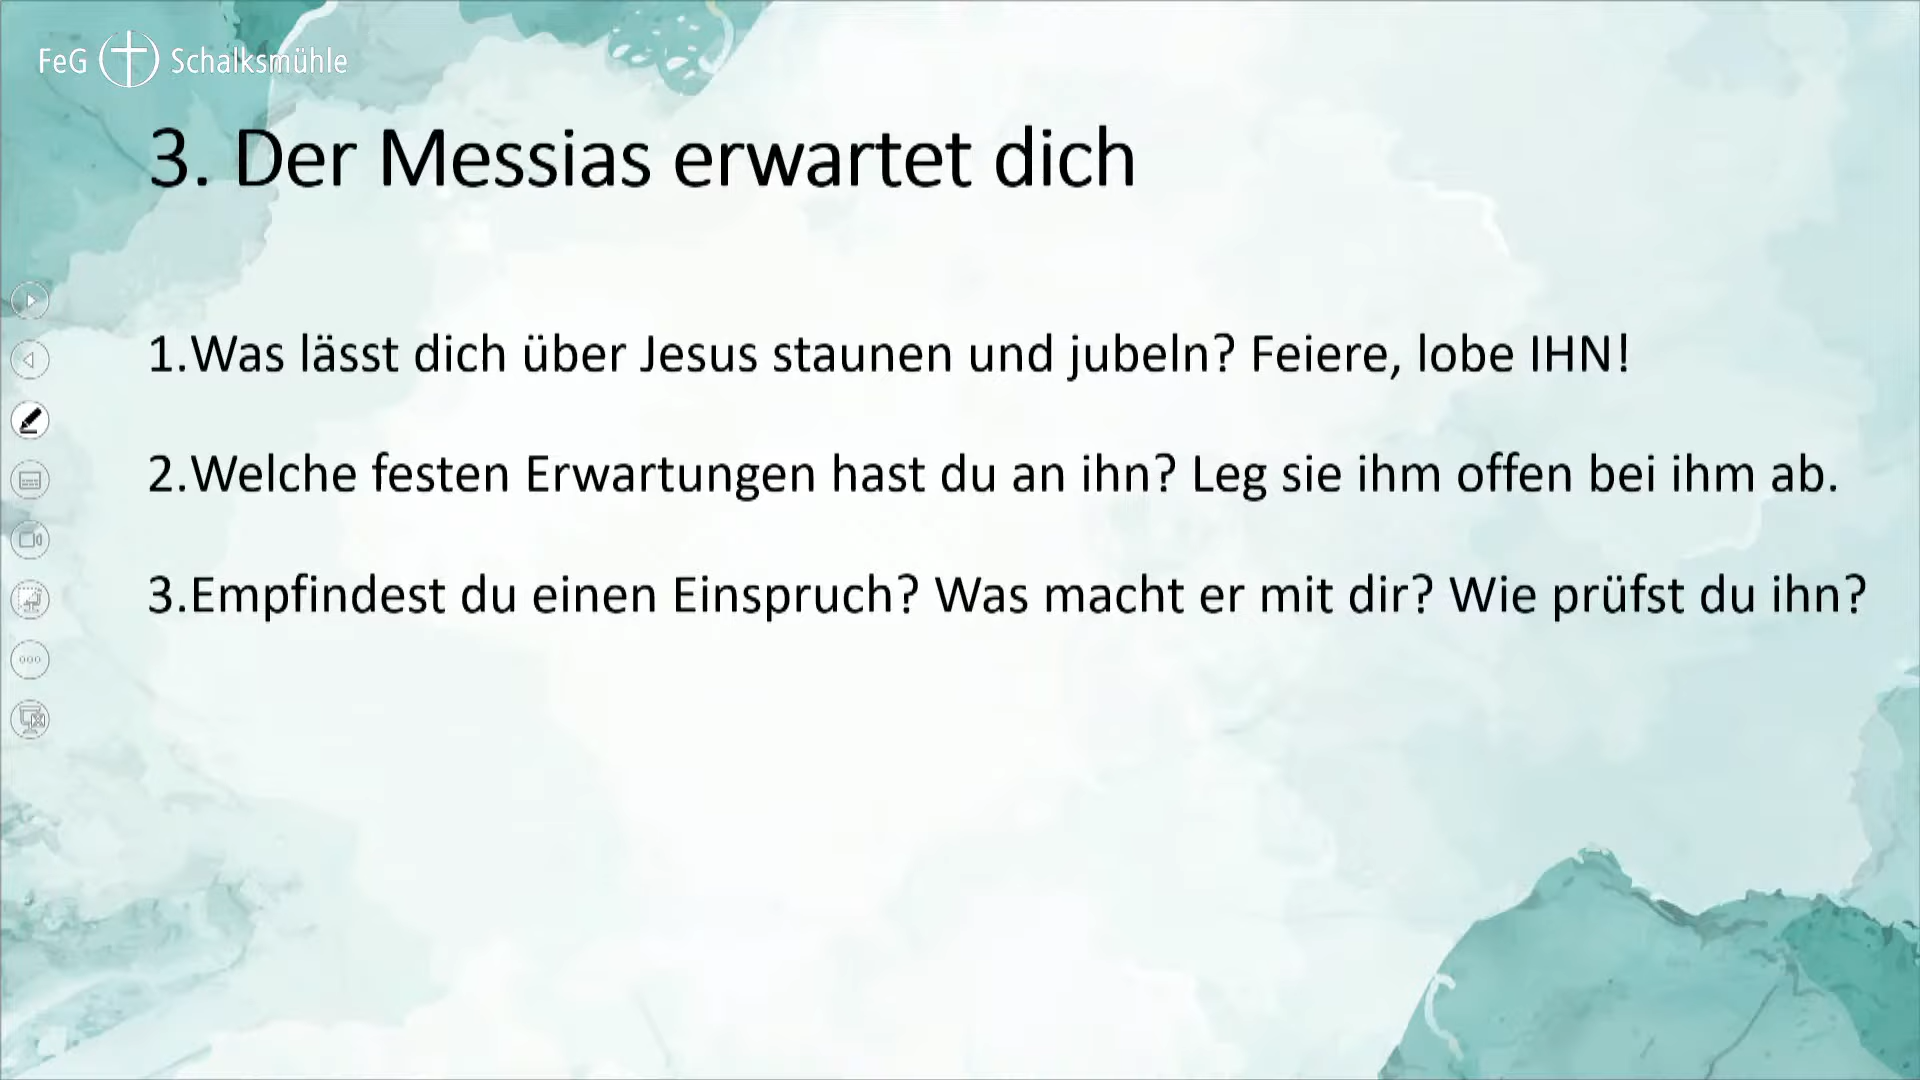 FeG Schalksmühle
3. Der Messias erwartet dich
1.Was lässt dich über Jesus staunen und jubeln? Feiere, lobe IHN!
2.Welche festen Erwartungen hast du an ihn? Leg sie ihm offen bei ihm ab.
3.Empfindest du einen Einspruch? Was macht er mit dir? Wie prüfst du ihn?